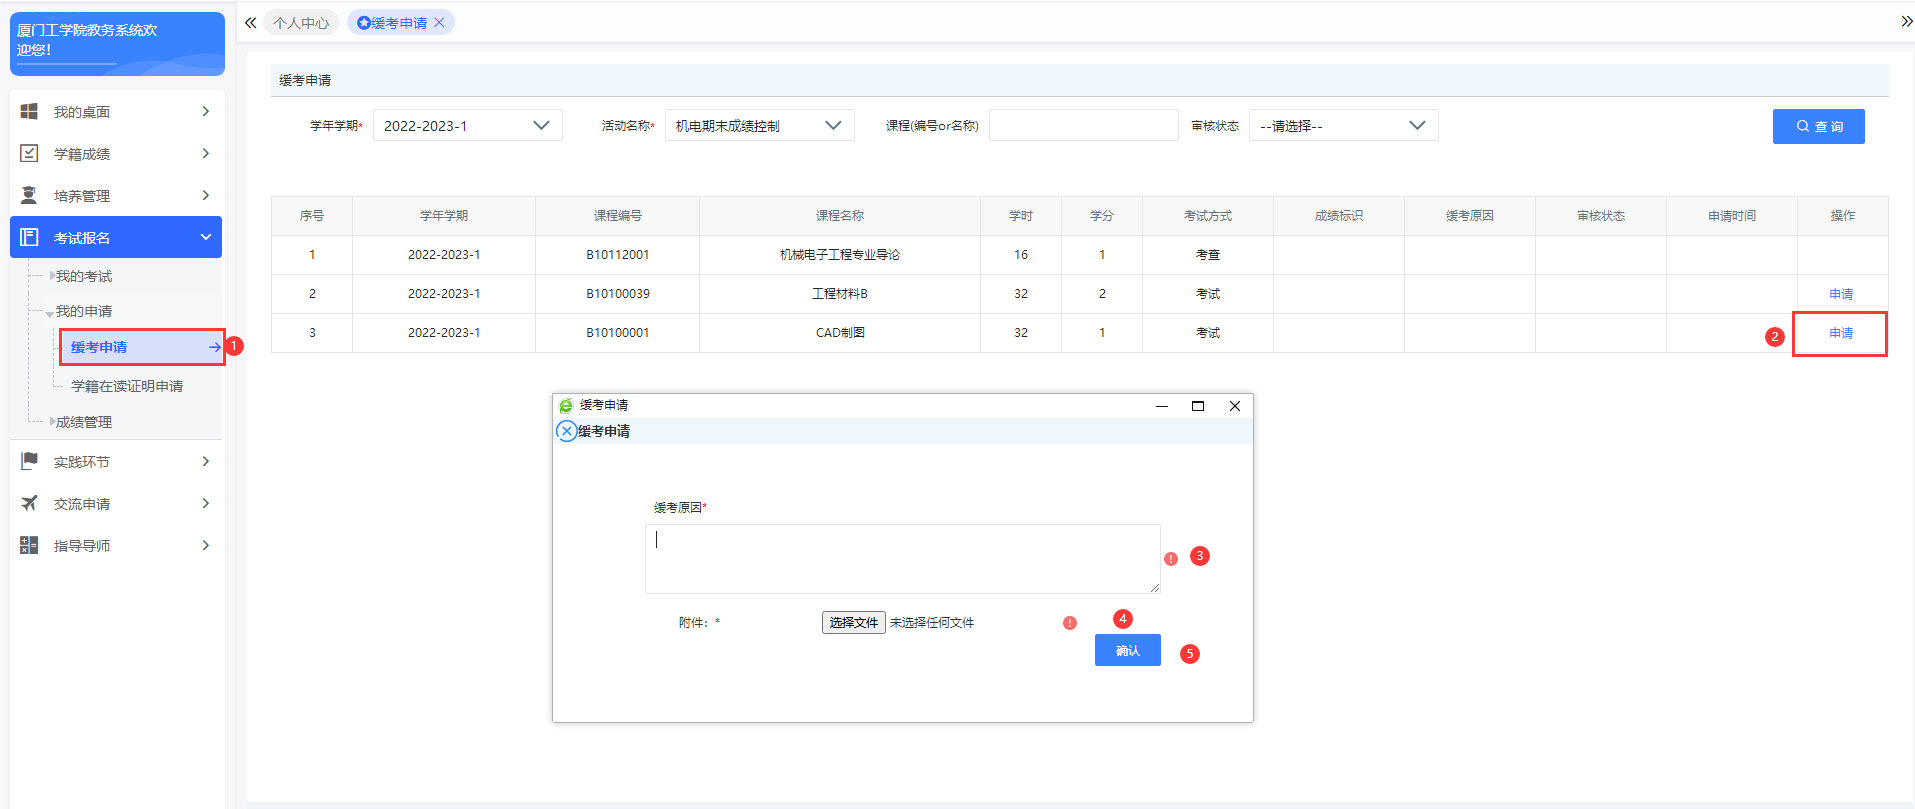 厦门工学院教务系统欢
迎您！
我的桌面
学籍成绩
培养管理
考试报名
我的考试
我的申请
缓考申请
1
学籍在读证明申请
成绩管理
实践环节
交流申请
指导导师
个人中心
缓考申请
缓考申请
学年学期* 2022-2023-1 活动名称* 机电期末成绩控制 课程(编号or名称) 审核状态 --请选择-- 查 询
序号 学年学期 课程编号 课程名称 学时 学分 考试方式 成绩标识 缓考原因 审核状态 申请时间 操作
1 2022-2023-1 B10112001 机械电子工程专业导论 16 1 考查
2 2022-2023-1 B10100039 工程材料B 32 2 考试 申请
3 2022-2023-1 B10100001 CAD制图 32 1 考试 2 申请
缓考申请
缓考申请
缓考原因*
! 3
附件：* 选择文件 未选择任何文件 ! 4
确认 5